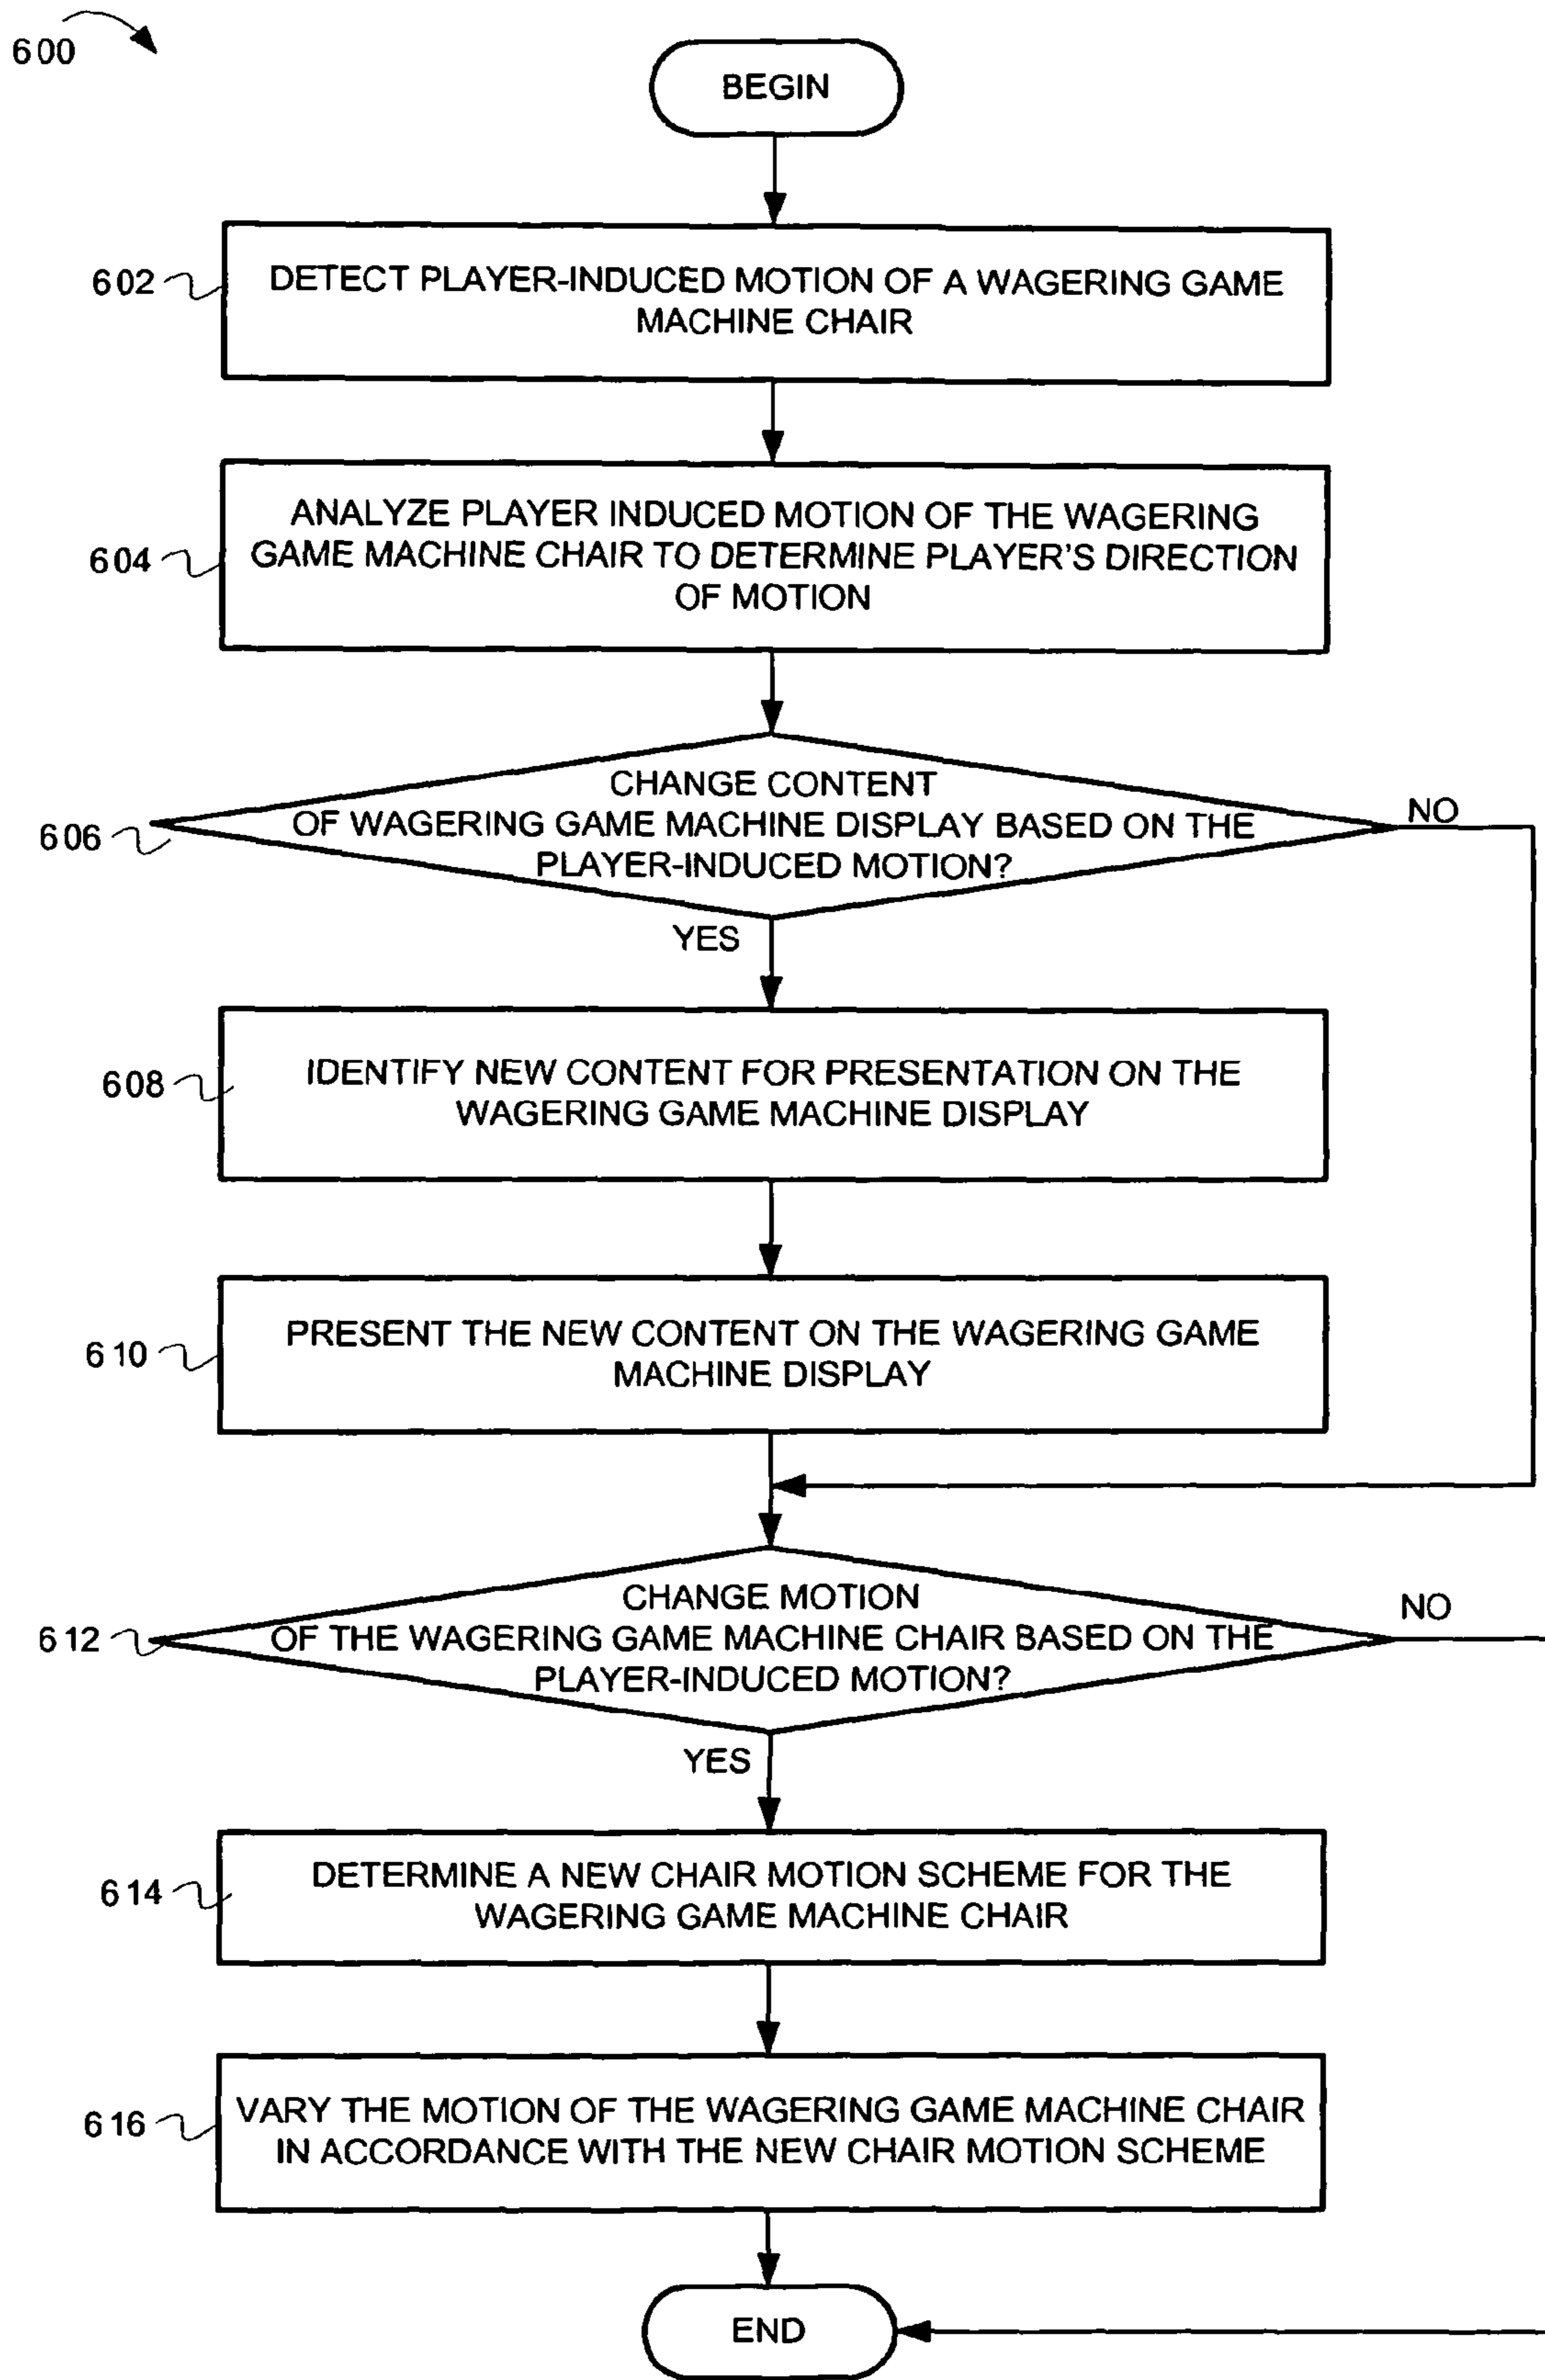 600
BEGIN
602
DETECT PLAYER-INDUCED MOTION OF A WAGERING GAME
MACHINE CHAIR
604
ANALYZE PLAYER INDUCED MOTION OF THE WAGERING
GAME MACHINE CHAIR TO DETERMINE PLAYER'S DIRECTION
OF MOTION
606
CHANGE CONTENT
OF WAGERING GAME MACHINE DISPLAY BASED ON THE
PLAYER-INDUCED MOTION?
NO
YES
608
IDENTIFY NEW CONTENT FOR PRESENTATION ON THE
WAGERING GAME MACHINE DISPLAY
610
PRESENT THE NEW CONTENT ON THE WAGERING GAME
MACHINE DISPLAY
612
CHANGE MOTION
OF THE WAGERING GAME MACHINE CHAIR BASED ON THE
PLAYER-INDUCED MOTION?
NO
YES
614
DETERMINE A NEW CHAIR MOTION SCHEME FOR THE
WAGERING GAME MACHINE CHAIR
616
VARY THE MOTION OF THE WAGERING GAME MACHINE CHAIR
IN ACCORDANCE WITH THE NEW CHAIR MOTION SCHEME
END